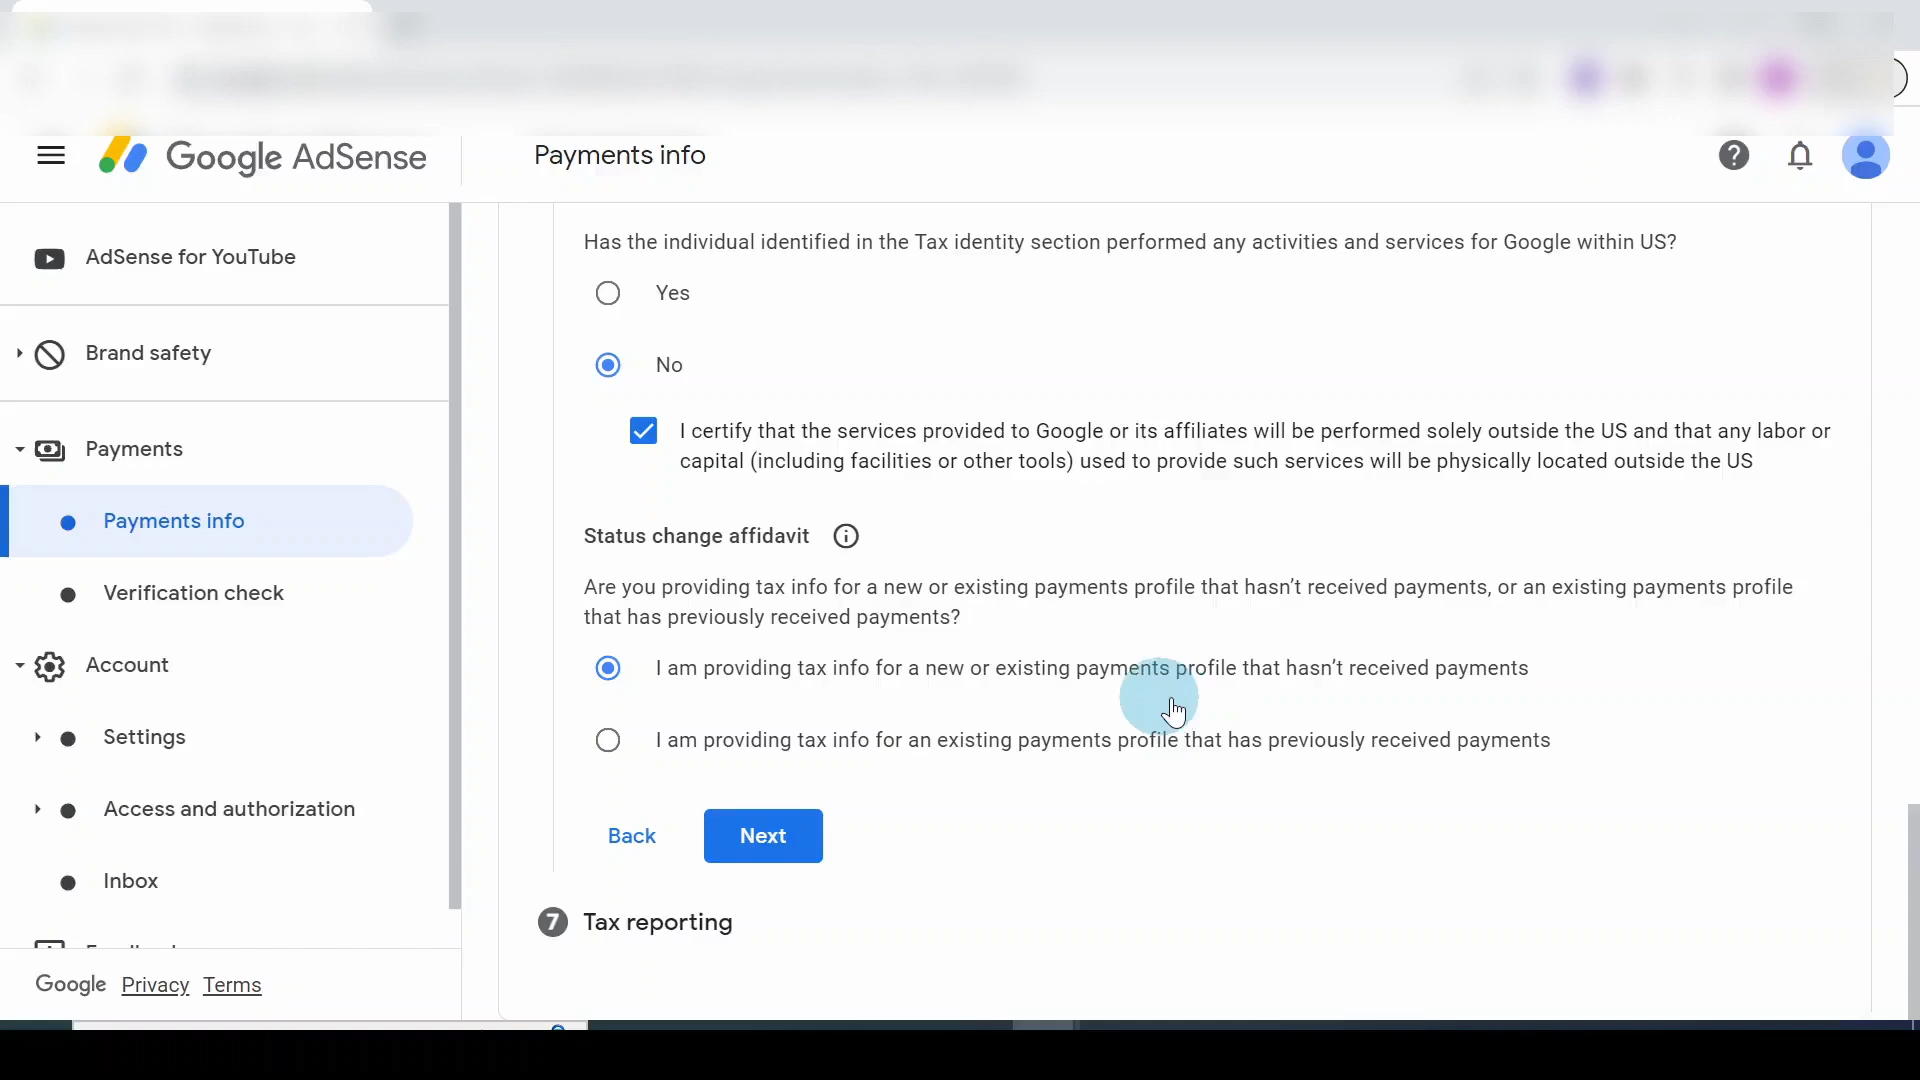 Google AdSense
Payments info
AdSense for YouTube
Brand safety
Payments
Payments info
Verification check
Account
Settings
Access and authorization
Inbox
Google Privacy Terms
Has the individual identified in the Tax identity section performed any activities and services for Google within US?
Yes
No
I certify that the services provided to Google or its affiliates will be performed solely outside the US and that any labor or
capital (including facilities or other tools) used to provide such services will be physically located outside the US
Status change affidavit
Are you providing tax info for a new or existing payments profile that hasn’t received payments, or an existing payments profile
that has previously received payments?
I am providing tax info for a new or existing payments profile that hasn’t received payments
I am providing tax info for an existing payments profile that has previously received payments
Back Next
7 Tax reporting